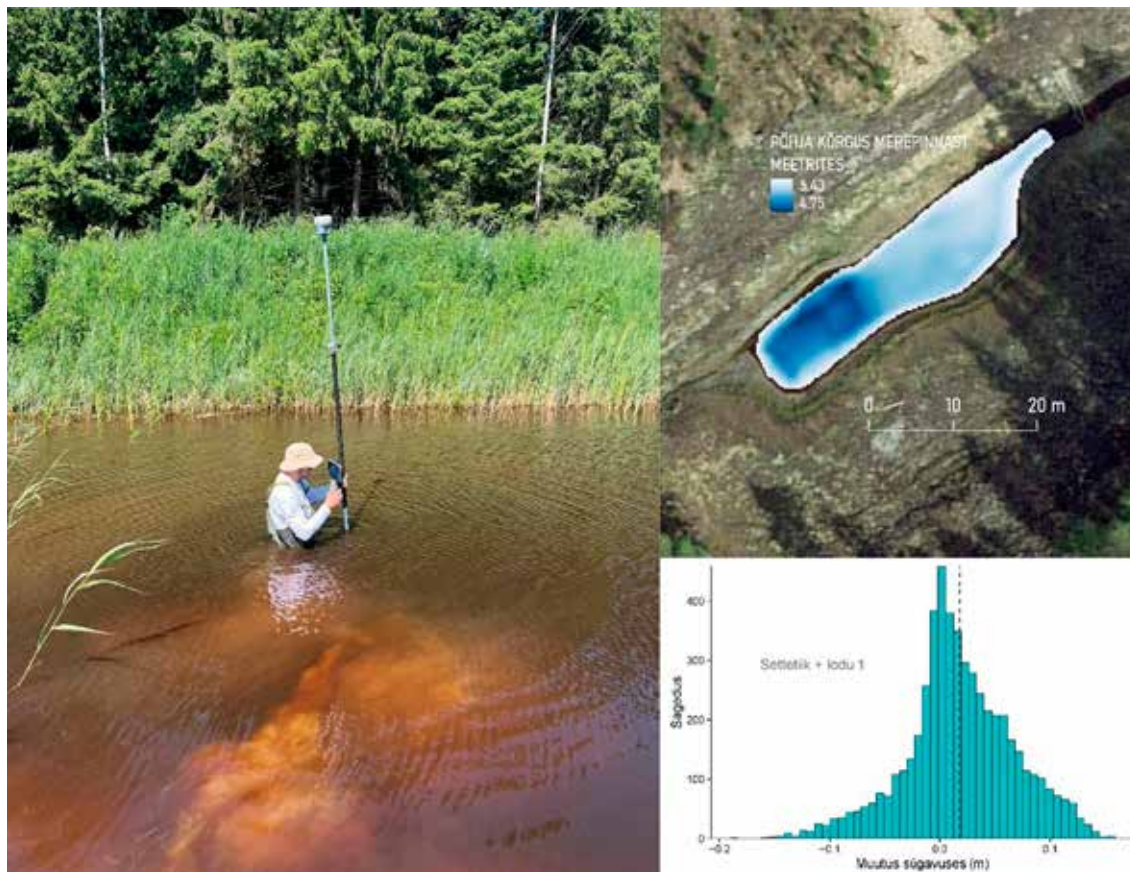 PÕHJA KÕRGUS MEREPINNAST
MEETRITES
5.43
4.75
0 10 20 m
400
300
200
100
0
Sagedus
Settetiik + lodu 1
−0.2 −0.1 0.0 0.1
Muutus sügavuses (m)